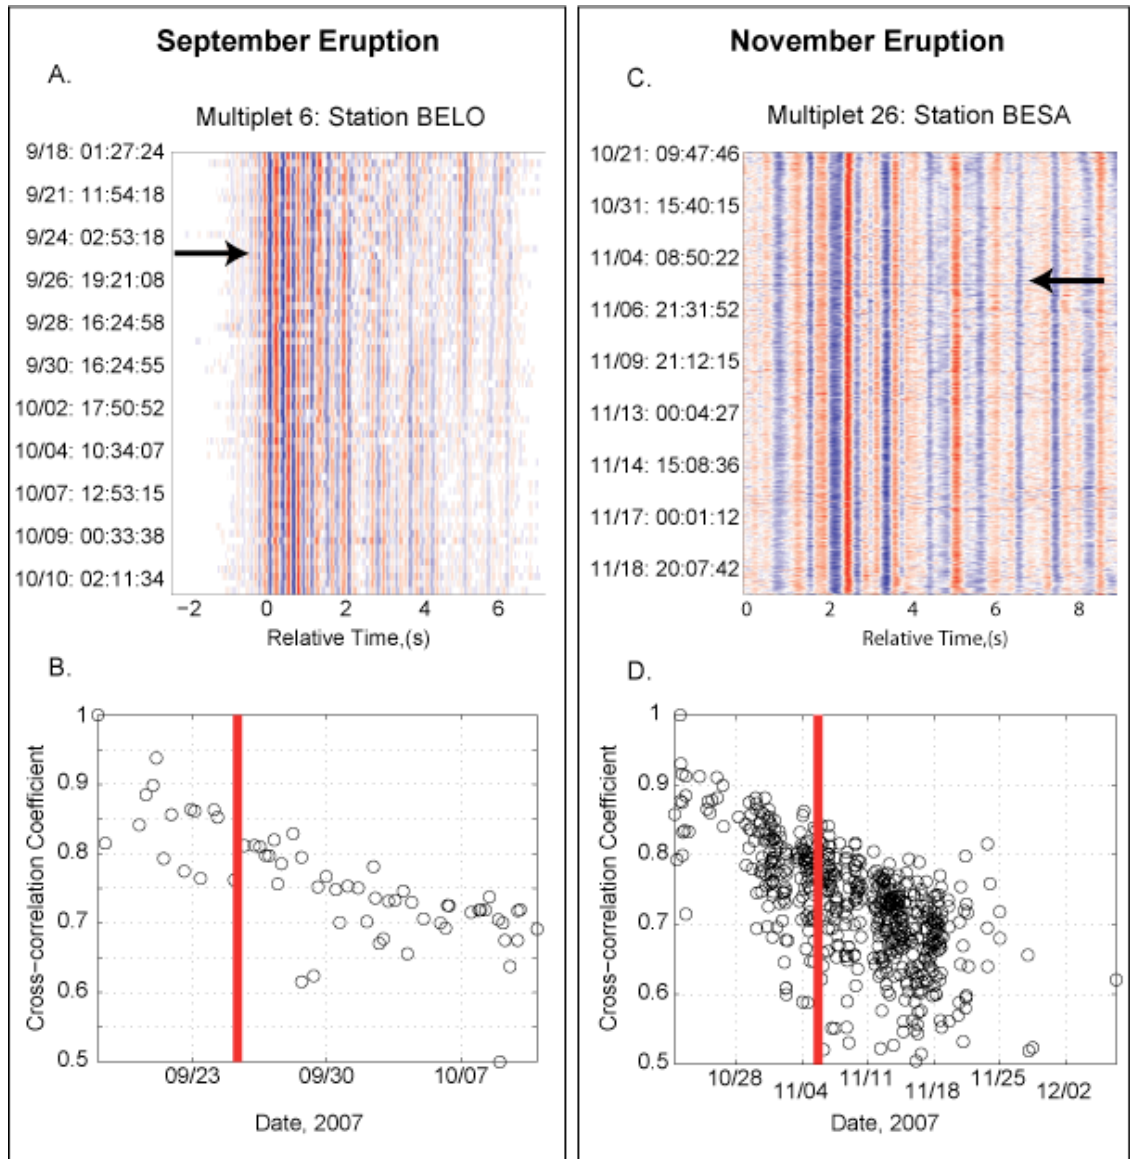 September Eruption
A.
Multiplet 6: Station BELO
9/18: 01:27:24
9/21: 11:54:18
9/24: 02:53:18
9/26: 19:21:08
9/28: 16:24:58
9/30: 16:24:55
10/02: 17:50:52
10/04: 10:34:07
10/07: 12:53:15
10/09: 00:33:38
10/10: 02:11:34
−2 0 2 4 6
Relative Time,(s)
B.
Cross−correlation Coefficient
1
0.9
0.8
0.7
0.6
0.5
09/23 09/30 10/07
Date, 2007
November Eruption
C.
Multiplet 26: Station BESA
10/21: 09:47:46
10/31: 15:40:15
11/04: 08:50:22
11/06: 21:31:52
11/09: 21:12:15
11/13: 00:04:27
11/14: 15:08:36
11/17: 00:01:12
11/18: 20:07:42
0 2 4 6 8
Relative Time,(s)
D.
Cross−correlation Coefficient
1
0.9
0.8
0.7
0.6
0.5
10/28 11/04 11/11 11/18 11/25 12/02
Date, 2007